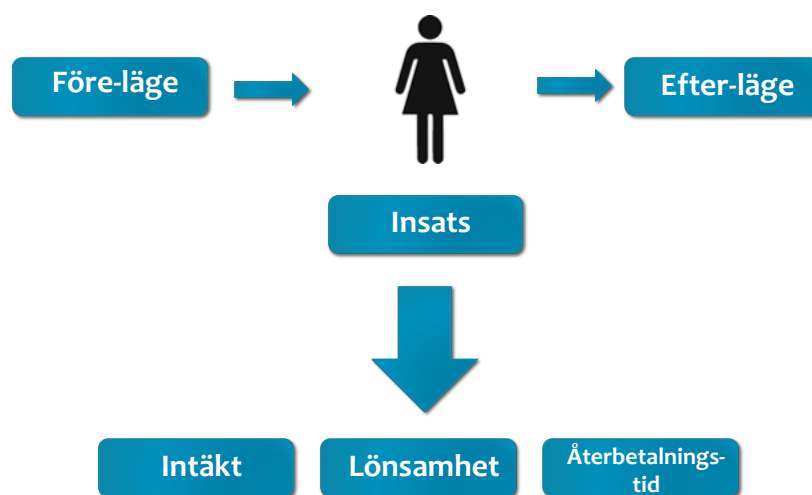 Före-läge
Efter-läge
Insats
Intäkt
Lönsamhet
Återbetalnings-
tid